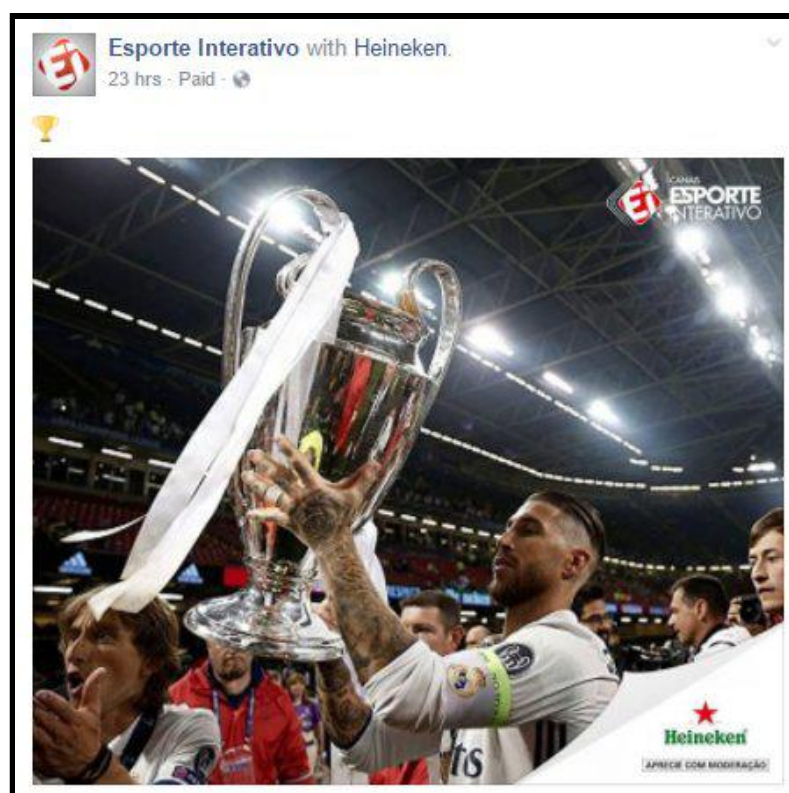 Esporte Interativo with Heineken.
23 hrs · Paid ·
CANAIS
ESPORTE
INTERATIVO
Heineken
APRECIE COM MODERAÇÃO